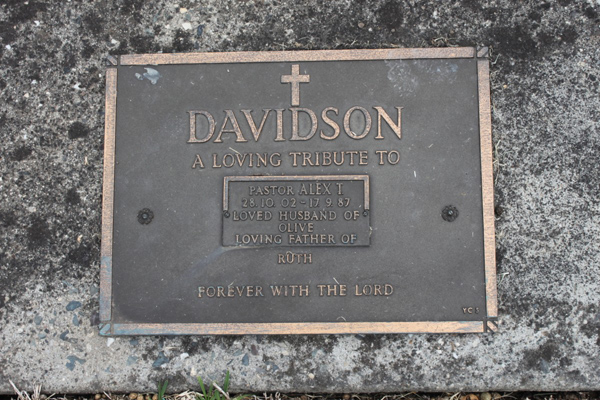 DAVIDSON
A LOVING TRIBUTE TO
PASTOR ALEX T.
28.10.02-17.9.87
LOVED HUSBAND OF
OLIVE
LOVING FATHER OF
RUTH
FOREVER WITH THE LORD